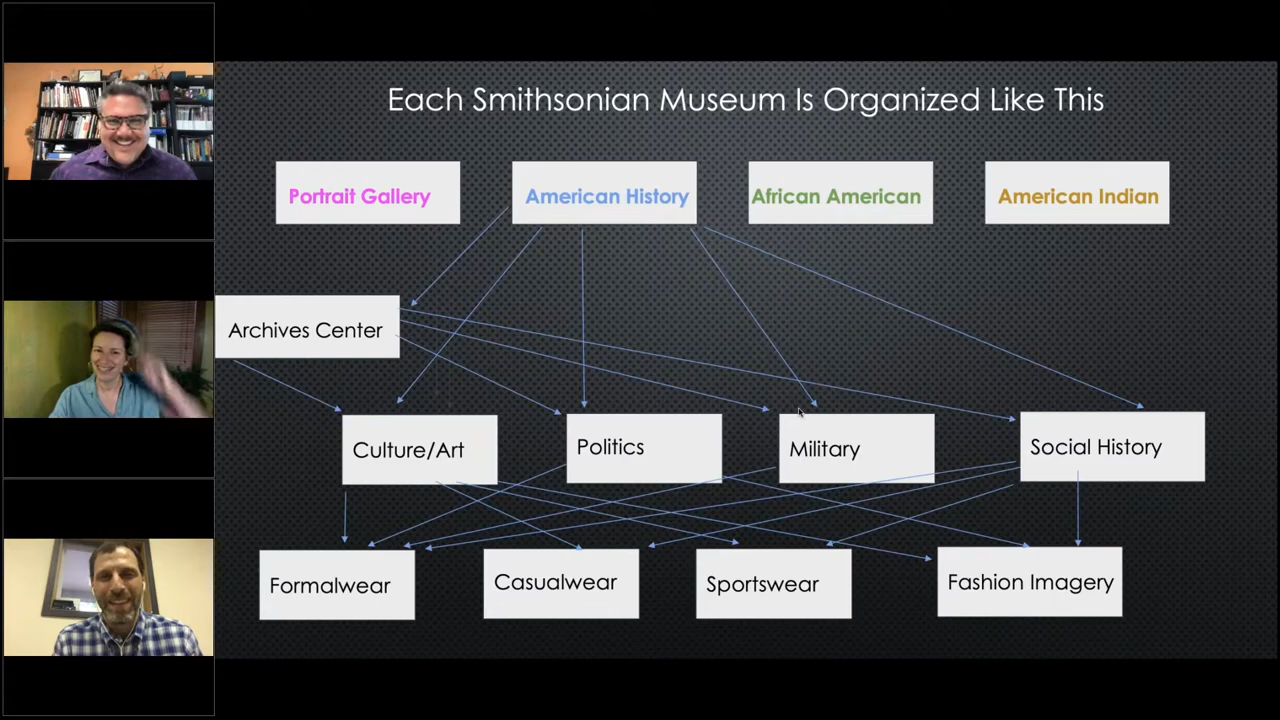 Each Smithsonian Museum Is Organized Like This
Portrait Gallery
American History
African American
American Indian
Archives Center
Culture/Art
Politics
Military
Social History
Formalwear
Casualwear
Sportswear
Fashion Imagery